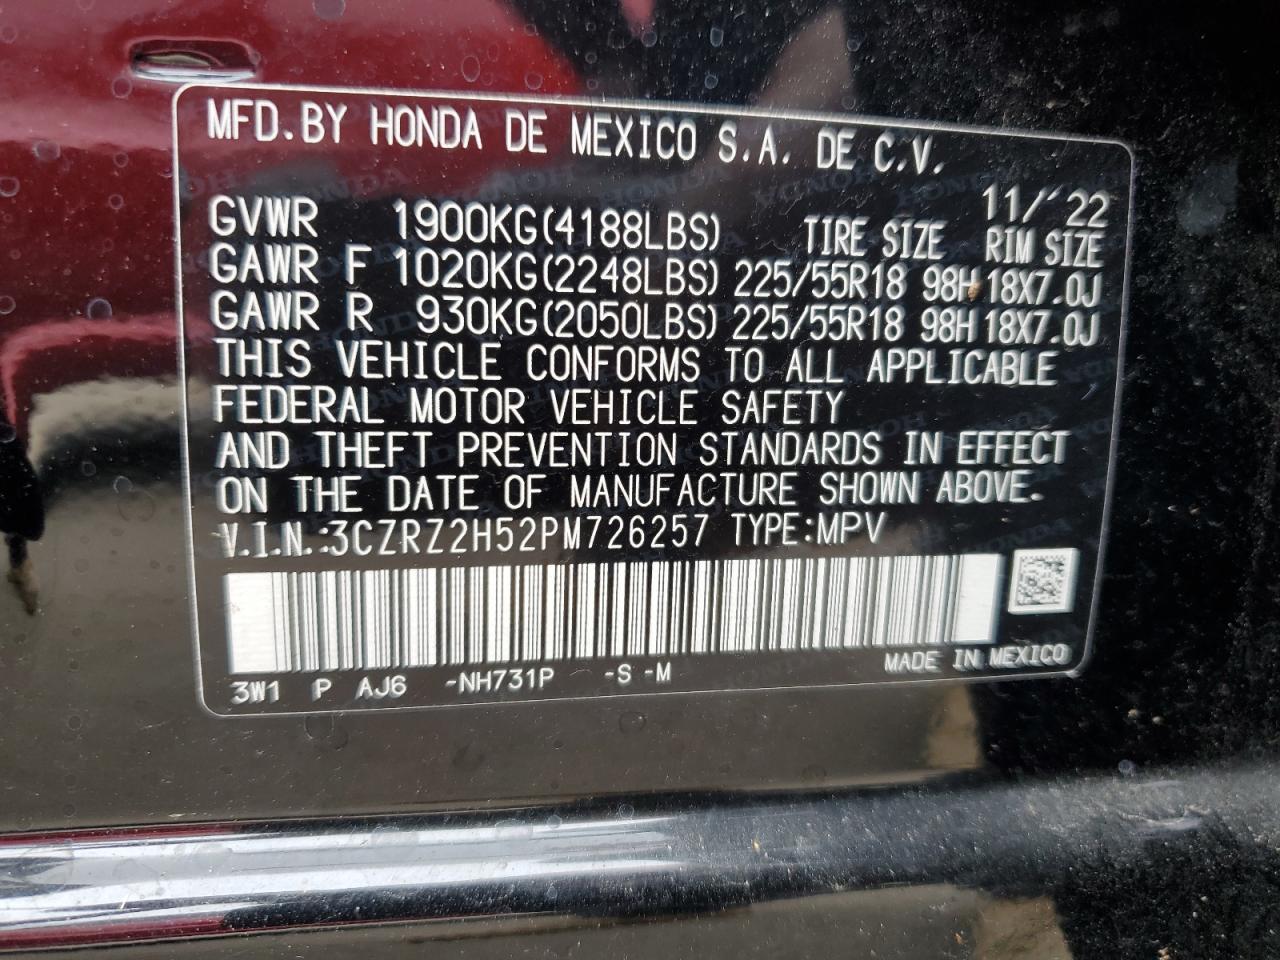 MFD.BY HONDA DE MEXICO S.A. DE C.V.
11/'22
GVWR 1900KG(4188LBS) TIRE SIZE RIM SIZE
GAWR F 1020KG(2248LBS) 225/55R18 98H 18X7.0J
GAWR R 930KG(2050LBS) 225/55R18 98H 18X7.0J
THIS VEHICLE CONFORMS TO ALL APPLICABLE
FEDERAL MOTOR VEHICLE SAFETY
AND THEFT PREVENTION STANDARDS IN EFFECT
ON THE DATE OF MANUFACTURE SHOWN ABOVE.
V.I.N.:3CZRZ2H52PM726257 TYPE:MPV
3W1 P AJ6 -NH731P -S -M MADE IN MEXICO